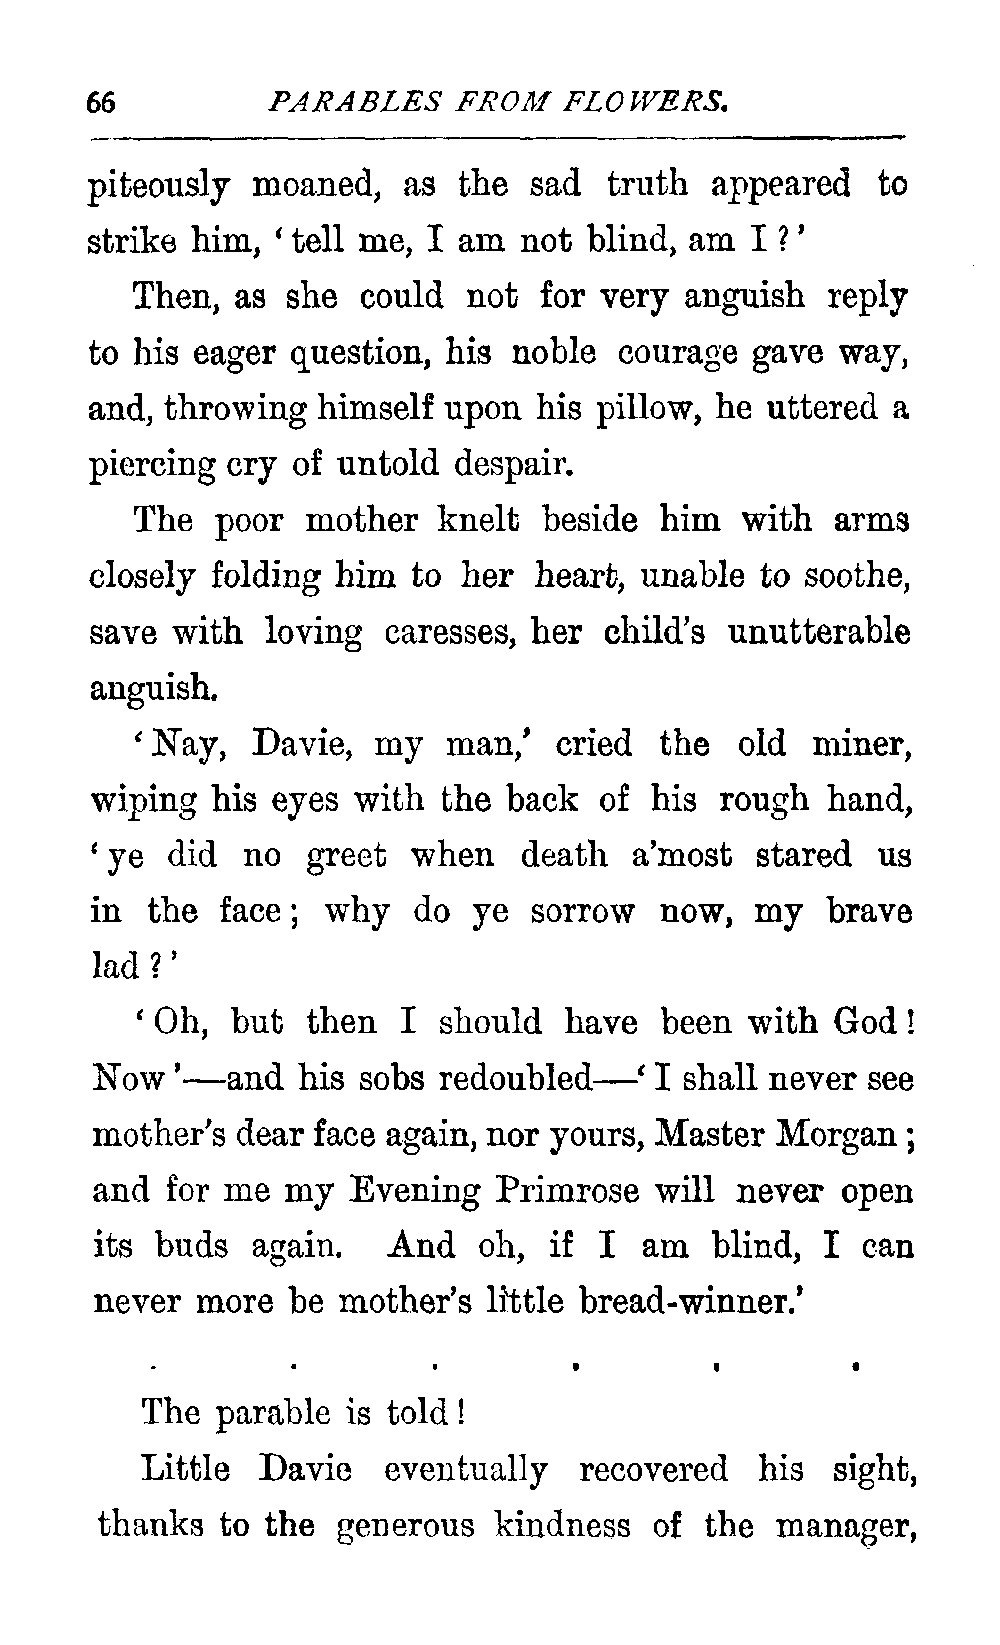 66 PARABLES FROM FLOWERS.
piteously moaned, as the sad truth appeared to
strike him, ‘tell me, I am not blind, am I?’
Then, as she could not for very anguish reply
to his eager question, his noble courage gave way,
and, throwing himself upon his pillow, he uttered a
piercing cry of untold despair.
The poor mother knelt beside him with arms
closely folding him to her heart, unable to soothe,
save with loving caresses, her child’s unutterable
anguish.
‘Nay, Davie, my man,’ cried the old miner,
wiping his eyes with the back of his rough hand,
‘ye did no greet when death a’most stared us
in the face; why do ye sorrow now, my brave
lad?’
‘Oh, but then I should have been with God!
Now’—and his sobs redoubled—‘I shall never see
mother’s dear face again, nor yours, Master Morgan;
and for me my Evening Primrose will never open
its buds again. And oh, if I am blind, I can
never more be mother’s little bread-winner.’
. . . . . .
The parable is told!
Little Davie eventually recovered his sight,
thanks to the generous kindness of the manager,